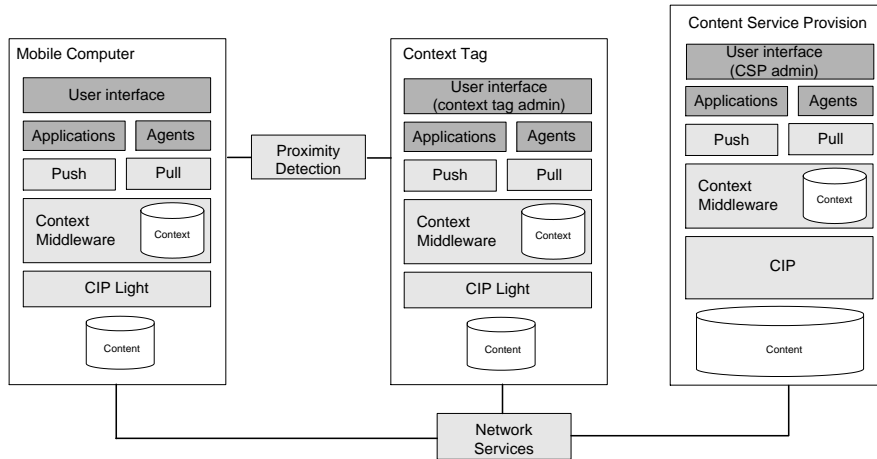 Mobile Computer
User interface
Applications
Agents
Push
Pull
Context
Middleware
Context
CIP Light
Content
Proximity
Detection
Context Tag
User interface
(context tag admin)
Applications
Agents
Push
Pull
Context
Middleware
Context
CIP Light
Content
Content Service Provision
User interface
(CSP admin)
Applications
Agents
Push
Pull
Context
Middleware
Context
CIP
Content
Network
Services